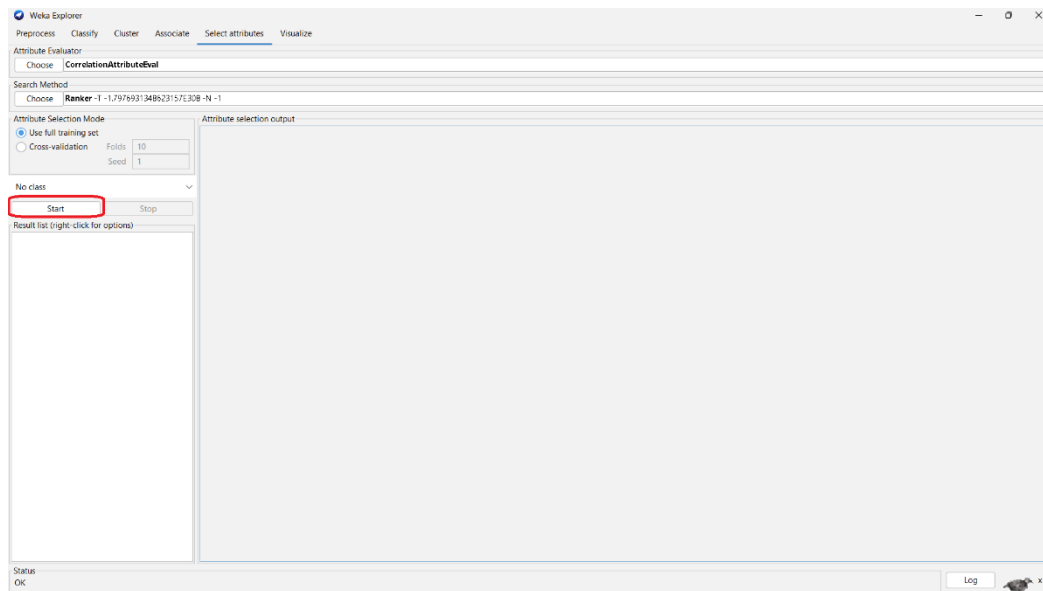 Weka Explorer
Preprocess Classify Cluster Associate Select attributes Visualize
Attribute Evaluator
Choose CorrelationAttributeEval
Search Method
Choose Ranker -T -1.7976931348623157E308 -N -1
Attribute Selection Mode
Use full training set
Cross-validation Folds 10
Seed 1
No class
Start Stop
Result list (right-click for options)
Attribute selection output
Status
OK
Log x